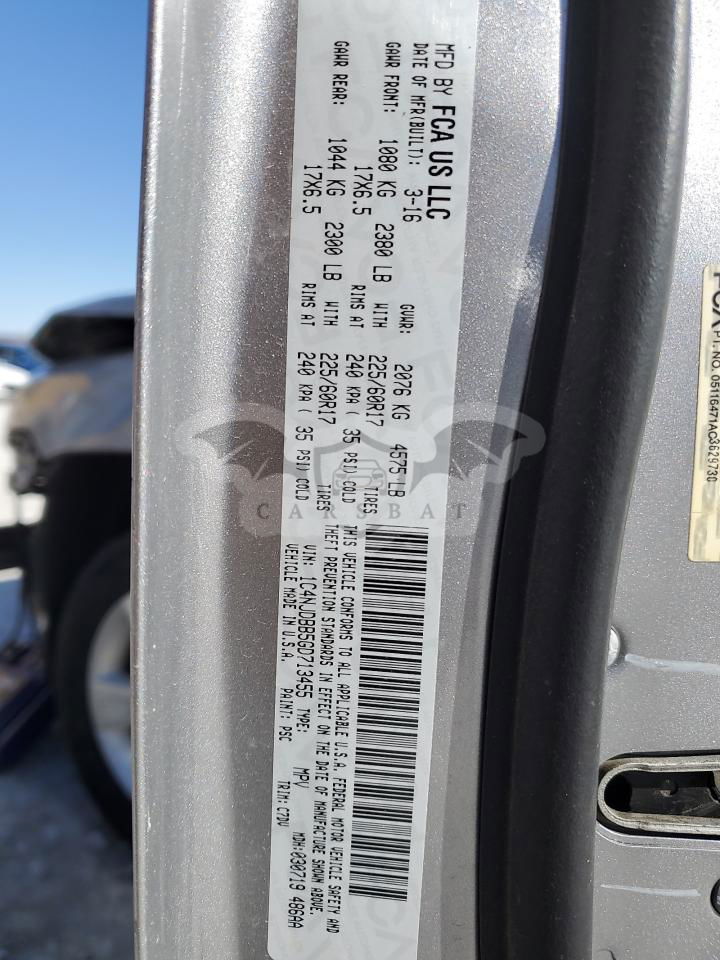 MFD BY FCA US LLC
DATE OF MFR(BUILT): 3-16 GVWR: 2076 KG 4575 LB
GAWR FRONT: 1080 KG 2380 LB WITH 225/60R17 TIRES
17X6.5 RIMS AT 240 KPA ( 35 PSI) COLD
GAWR REAR: 1044 KG 2300 LB WITH 225/60R17 TIRES
17X6.5 RIMS AT 240 KPA ( 35 PSI) COLD
THIS VEHICLE CONFORMS TO ALL APPLICABLE U.S.A. FEDERAL MOTOR VEHICLE SAFETY AND
THEFT PREVENTION STANDARDS IN EFFECT ON THE DATE OF MANUFACTURE SHOWN ABOVE.
VIN: 1C4NJDBB5GD713455 TYPE: MPV MDH:030719 486AA
VEHICLE MADE IN U.S.A. PAINT: PSC TRIM: C7DV
CARSBAT
PT. NO. 05116471AC3629730